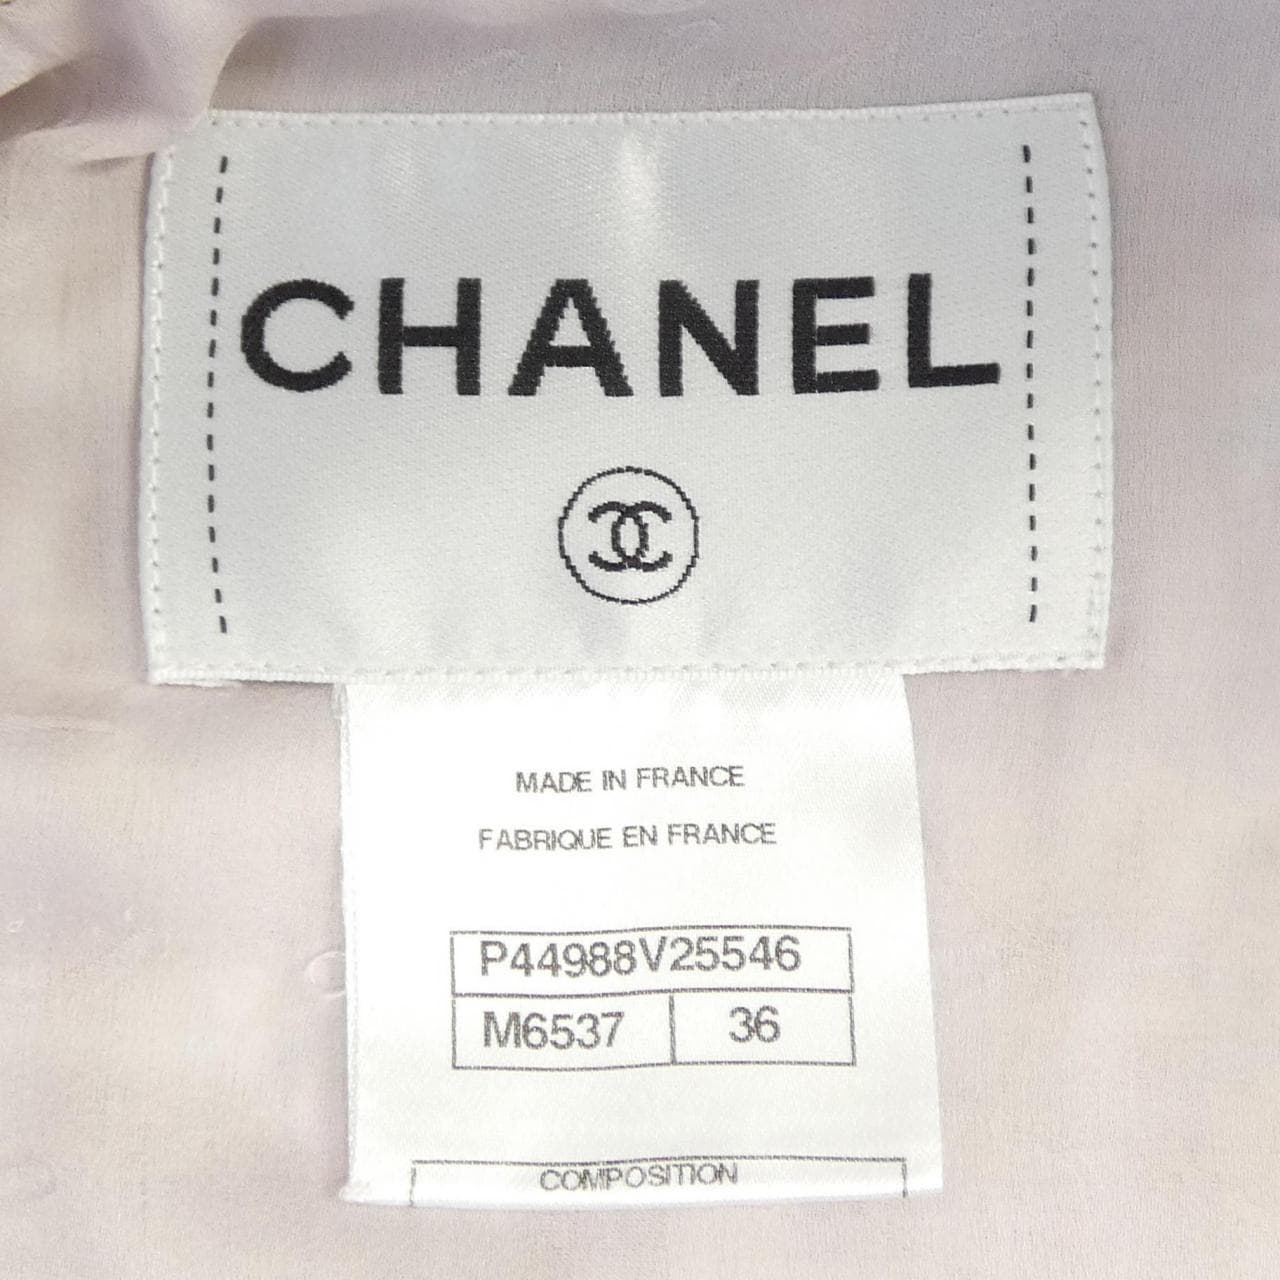 CHANEL
MADE IN FRANCE
FABRIQUE EN FRANCE
P44988V25546
M6537 36
COMPOSITION